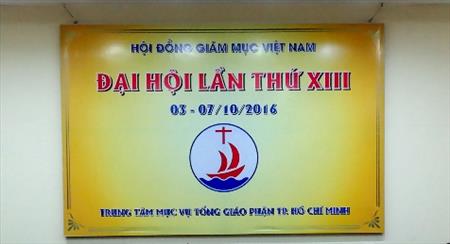 HỘI ĐỒNG GIÁM MỤC VIỆT NAM
ĐẠI HỘI LẦN THỨ XIII
03 - 07/10/2016
TRUNG TÂM MỤC VỤ TỔNG GIÁO PHẬN TP. HỒ CHÍ MINH